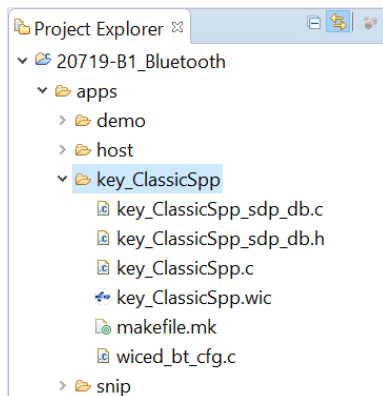 Project Explorer
20719-B1_Bluetooth
apps
demo
host
key_ClassicSpp
key_ClassicSpp_sdp_db.c
key_ClassicSpp_sdp_db.h
key_ClassicSpp.c
key_ClassicSpp.wic
makefile.mk
wiced_bt_cfg.c
snip